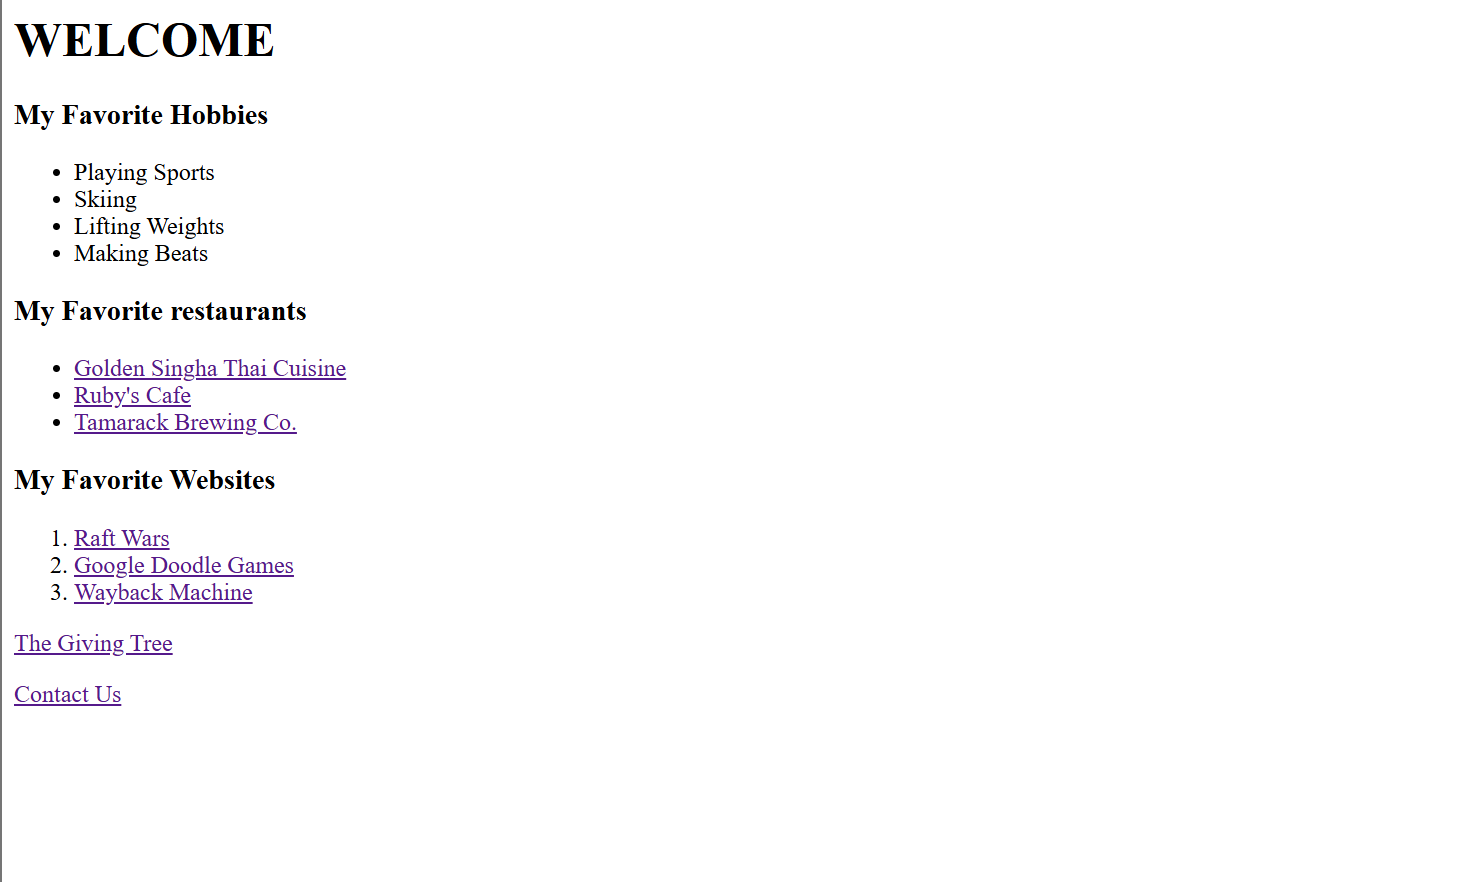 WELCOME
My Favorite Hobbies
• Playing Sports
• Skiing
• Lifting Weights
• Making Beats
My Favorite restaurants
• Golden Singha Thai Cuisine
• Ruby's Cafe
• Tamarack Brewing Co.
My Favorite Websites
1. Raft Wars
2. Google Doodle Games
3. Wayback Machine
The Giving Tree
Contact Us